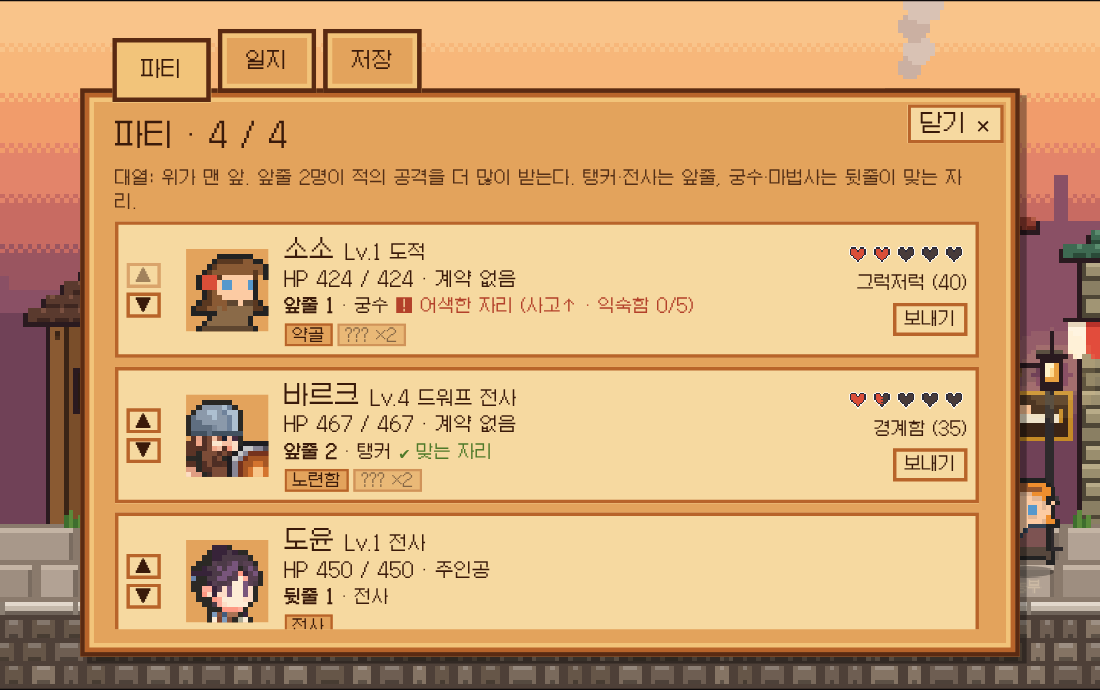 파티
일지
저장
닫기 ×
파티 · 4 / 4
대열: 위가 맨 앞. 앞줄 2명이 적의 공격을 더 많이 받는다. 탱커·전사는 앞줄, 궁수·마법사는 뒷줄이 맞는 자
리.
소소 Lv.1 도적
HP 424 / 424 · 계약 없음
앞줄 1 · 궁수 ! 어색한 자리 (사고↑ · 익숙함 0/5)
약골 ??? ×2
그럭저럭 (40)
보내기
바르크 Lv.4 드워프 전사
HP 467 / 467 · 계약 없음
앞줄 2 · 탱커 ✔ 맞는 자리
노련함 ??? ×2
경계함 (35)
보내기
도윤 Lv.1 전사
HP 450 / 450 · 주인공
뒷줄 1 · 전사
전사